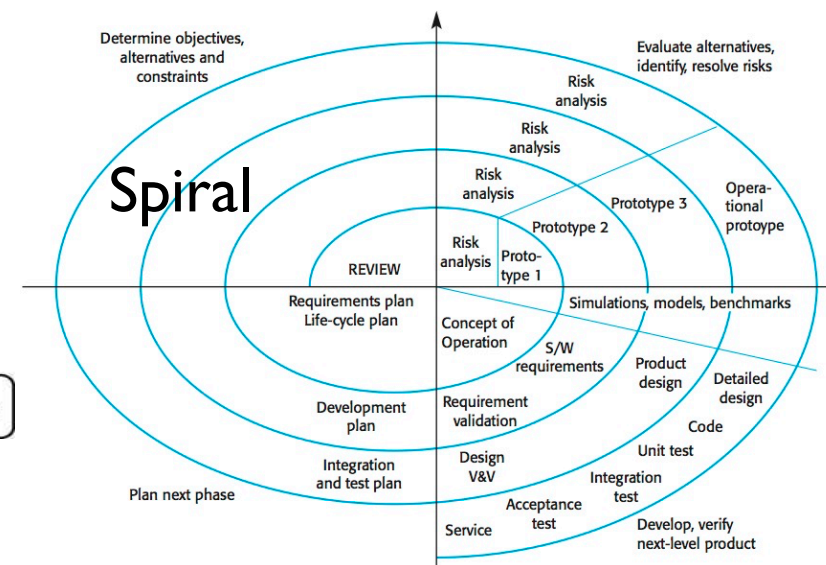 Determine objectives,
alternatives and
constraints
Evaluate alternatives,
identify, resolve risks
Spiral
Risk
analysis
Risk
analysis
Risk
analysis
Risk
analysis
Proto-
type 1
Prototype 2
Prototype 3
Opera-
tional
protoype
REVIEW
Requirements plan
Life-cycle plan
Development
plan
Integration
and test plan
Plan next phase
Simulations, models, benchmarks
Concept of
Operation
S/W
requirements
Requirement
validation
Product
design
Detailed
design
Code
Unit test
Design
V&V
Integration
test
Acceptance
test
Service
Develop, verify
next-level product